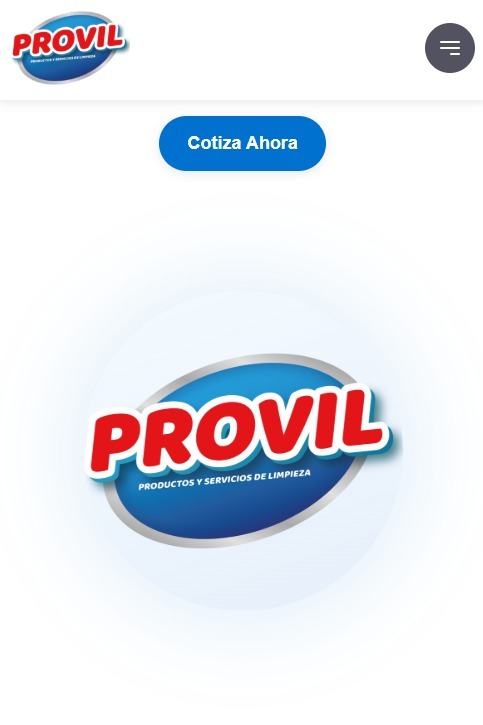 PROVIL
PRODUCTOS Y SERVICIOS DE LIMPIEZA
Cotiza Ahora
PROVIL
PRODUCTOS Y SERVICIOS DE LIMPIEZA